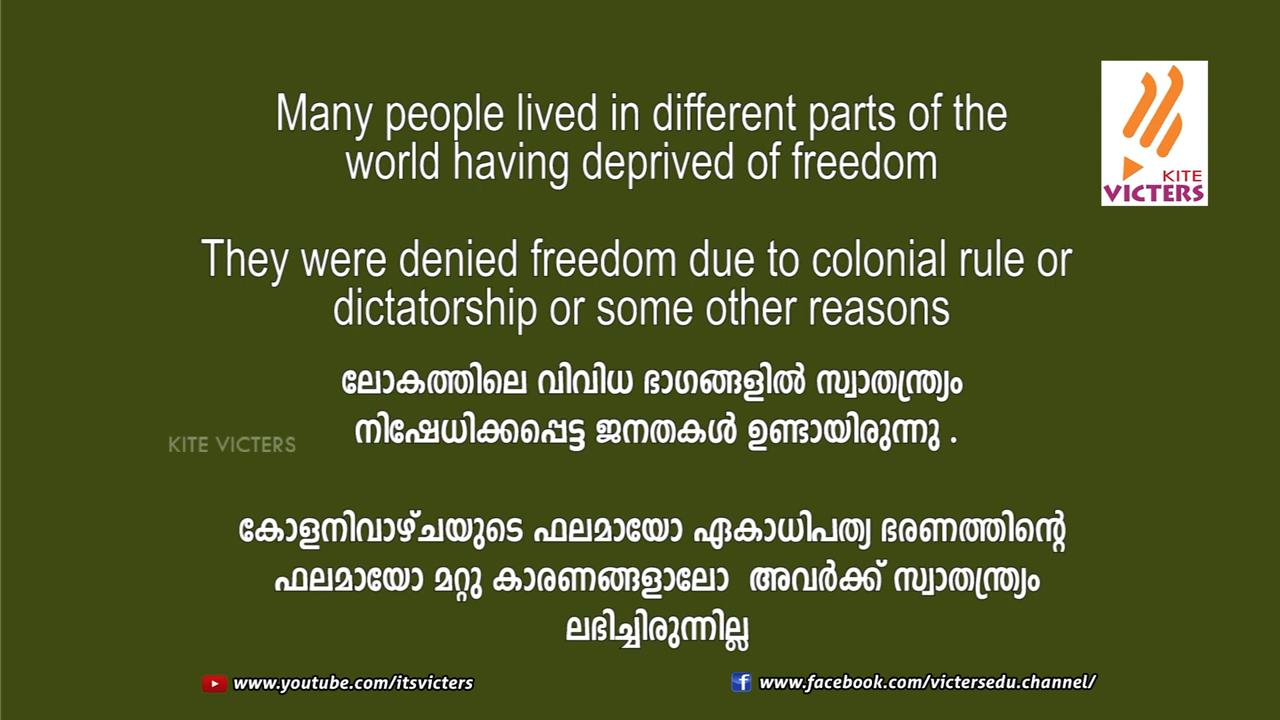 Many people lived in different parts of the
world having deprived of freedom
KITE
VICTERS
They were denied freedom due to colonial rule or
dictatorship or some other reasons
ലോകത്തിലെ വിവിധ ഭാഗങ്ങളിൽ സ്വാതന്ത്ര്യം
നിഷേധിക്കപ്പെട്ട ജനതകൾ ഉണ്ടായിരുന്നു .
KITE VICTERS
കോളനിവാഴ്ചയുടെ ഫലമായോ ഏകാധിപത്യ ഭരണത്തിന്റെ
ഫലമായോ മറ്റു കാരണങ്ങളാലോ അവർക്ക് സ്വാതന്ത്ര്യം
ലഭിച്ചിരുന്നില്ല
www.youtube.com/itsvicters
www.facebook.com/victersedu.channel/